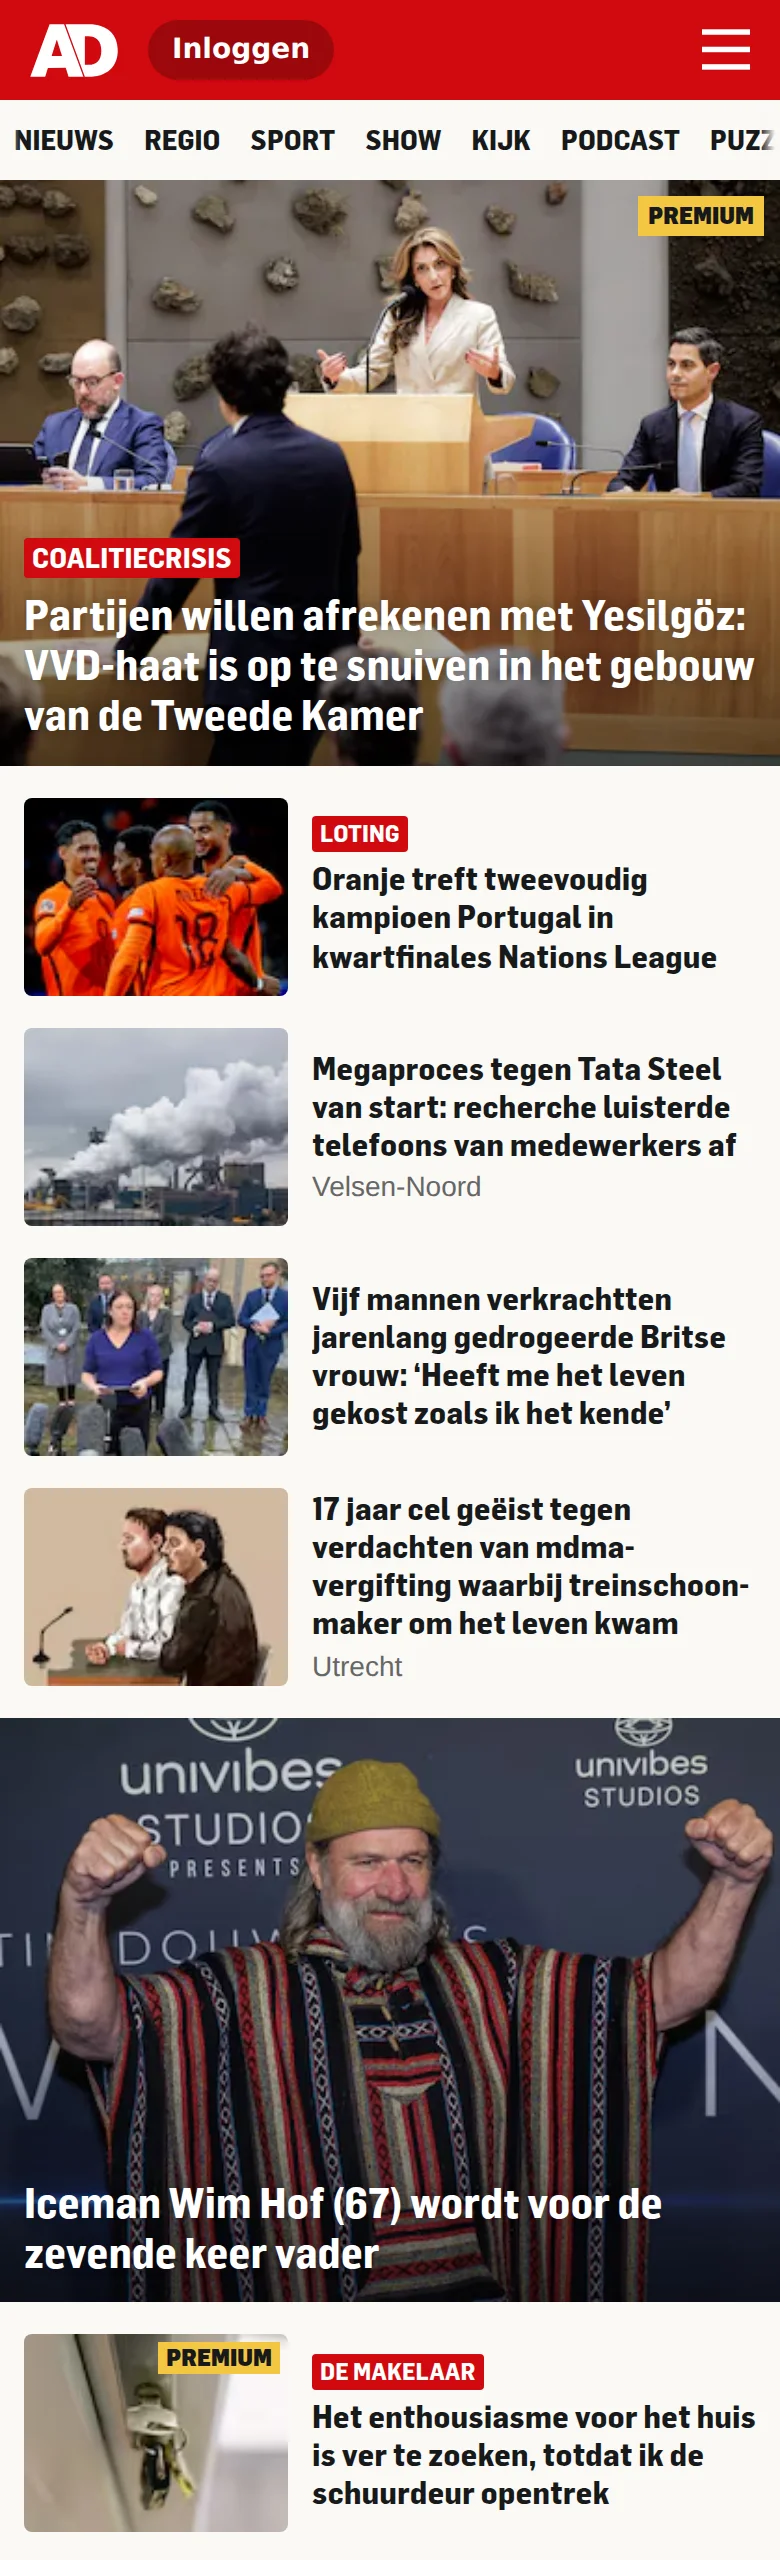 AD
Inloggen
NIEUWS REGIO SPORT SHOW KIJK PODCAST PUZZ
PREMIUM
COALITIECRISIS
Partijen willen afrekenen met Yesilgöz:
VVD-haat is op te snuiven in het gebouw
van de Tweede Kamer
LOTING
Oranje treft tweevoudig
kampioen Portugal in
kwartfinales Nations League
18
Megaproces tegen Tata Steel
van start: recherche luisterde
telefoons van medewerkers af
Velsen-Noord
Vijf mannen verkrachtten
jarenlang gedrogeerde Britse
vrouw: ‘Heeft me het leven
gekost zoals ik het kende’
17 jaar cel geëist tegen
verdachten van mdma-
vergifting waarbij treinschoon-
maker om het leven kwam
Utrecht
univibes
STUDIOS
PRESENTS
univibes
STUDIOS
Iceman Wim Hof (67) wordt voor de
zevende keer vader
PREMIUM
DE MAKELAAR
Het enthousiasme voor het huis
is ver te zoeken, totdat ik de
schuurdeur opentrek